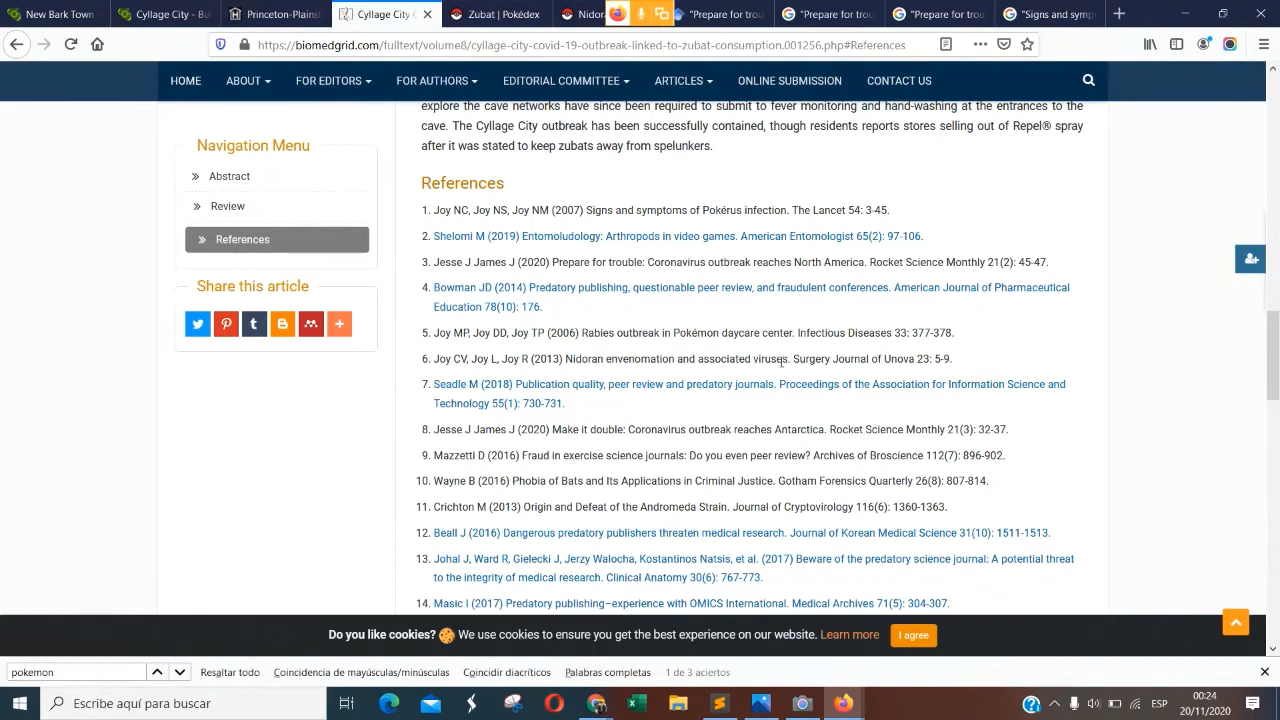 New Bark Town
Cyllage City - Bu
Princeton-Plains
Cyllage City C
Zubat | Pokédex
Nidor
"Prepare for trou
"Prepare for trou
"Prepare for trou
"Signs and symp
https://biomedgrid.com/fulltext/volume8/cyllage-city-covid-19-outbreak-linked-to-zubat-consumption.001256.php#References
HOME ABOUT FOR EDITORS FOR AUTHORS EDITORIAL COMMITTEE ARTICLES ONLINE SUBMISSION CONTACT US
explore the cave networks have since been required to submit to fever monitoring and hand-washing at the entrances to the
cave. The Cyllage City outbreak has been successfully contained, though residents reports stores selling out of Repel® spray
after it was stated to keep zubats away from spelunkers.
Navigation Menu
Abstract
Review
References
Share this article
References
1. Joy NC, Joy NS, Joy NM (2007) Signs and symptoms of Pokérus infection. The Lancet 54: 3-45.
2. Shelomi M (2019) Entomoludology: Arthropods in video games. American Entomologist 65(2): 97-106.
3. Jesse J James J (2020) Prepare for trouble: Coronavirus outbreak reaches North America. Rocket Science Monthly 21(2): 45-47.
4. Bowman JD (2014) Predatory publishing, questionable peer review, and fraudulent conferences. American Journal of Pharmaceutical
Education 78(10): 176.
5. Joy MP, Joy DD, Joy TP (2006) Rabies outbreak in Pokémon daycare center. Infectious Diseases 33: 377-378.
6. Joy CV, Joy L, Joy R (2013) Nidoran envenomation and associated viruses. Surgery Journal of Unova 23: 5-9.
7. Seadle M (2018) Publication quality, peer review and predatory journals. Proceedings of the Association for Information Science and
Technology 55(1): 730-731.
8. Jesse J James J (2020) Make it double: Coronavirus outbreak reaches Antarctica. Rocket Science Monthly 21(3): 32-37.
9. Mazzetti D (2016) Fraud in exercise science journals: Do you even peer review? Archives of Broscience 112(7): 896-902.
10. Wayne B (2016) Phobia of Bats and Its Applications in Criminal Justice. Gotham Forensics Quarterly 26(8): 807-814.
11. Crichton M (2013) Origin and Defeat of the Andromeda Strain. Journal of Cryptovirology 116(6): 1360-1363.
12. Beall J (2016) Dangerous predatory publishers threaten medical research. Journal of Korean Medical Science 31(10): 1511-1513.
13. Johal J, Ward R, Gielecki J, Jerzy Walocha, Kostantinos Natsis, et al. (2017) Beware of the predatory science journal: A potential threat
to the integrity of medical research. Clinical Anatomy 30(6): 767-773.
14. Masic I (2017) Predatory publishing–experience with OMICS International. Medical Archives 71(5): 304-307.
Do you like cookies? We use cookies to ensure you get the best experience on our website. Learn more I agree
pokemon Resaltar todo Coincidencia de mayúsculas/minúsculas Coincidir diacríticos Palabras completas 1 de 3 aciertos
Escribe aquí para buscar
ESP
00:24
20/11/2020